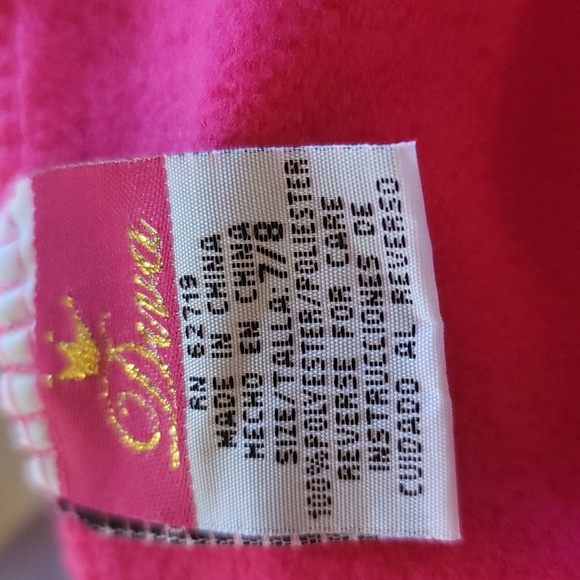 Diva
RN 62719
MADE IN CHINA
HECHO EN CHINA
SIZE/TALLA:7/8
100%POLYESTER/POLIESTER
REVERSE FOR CARE
INSTRUCCIONES DE
CUIDADO AL REVERSO